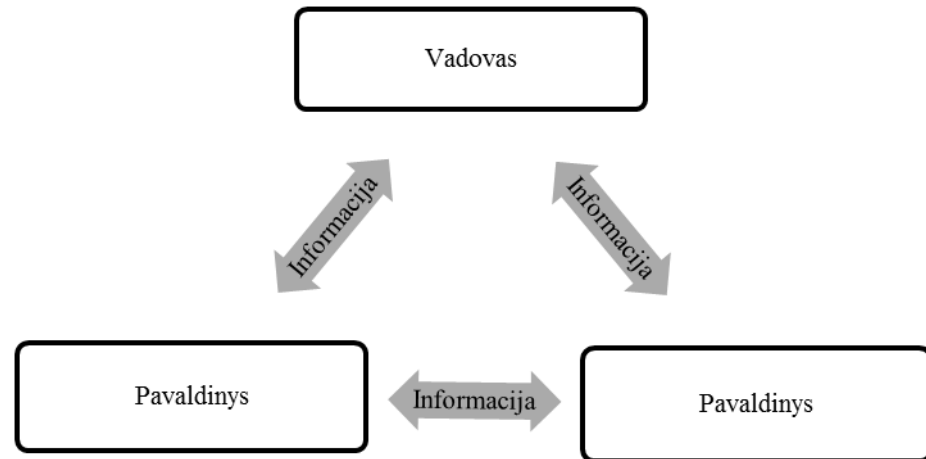 Vadovas
Informacija
Informacija
Pavaldinys
Informacija
Pavaldinys